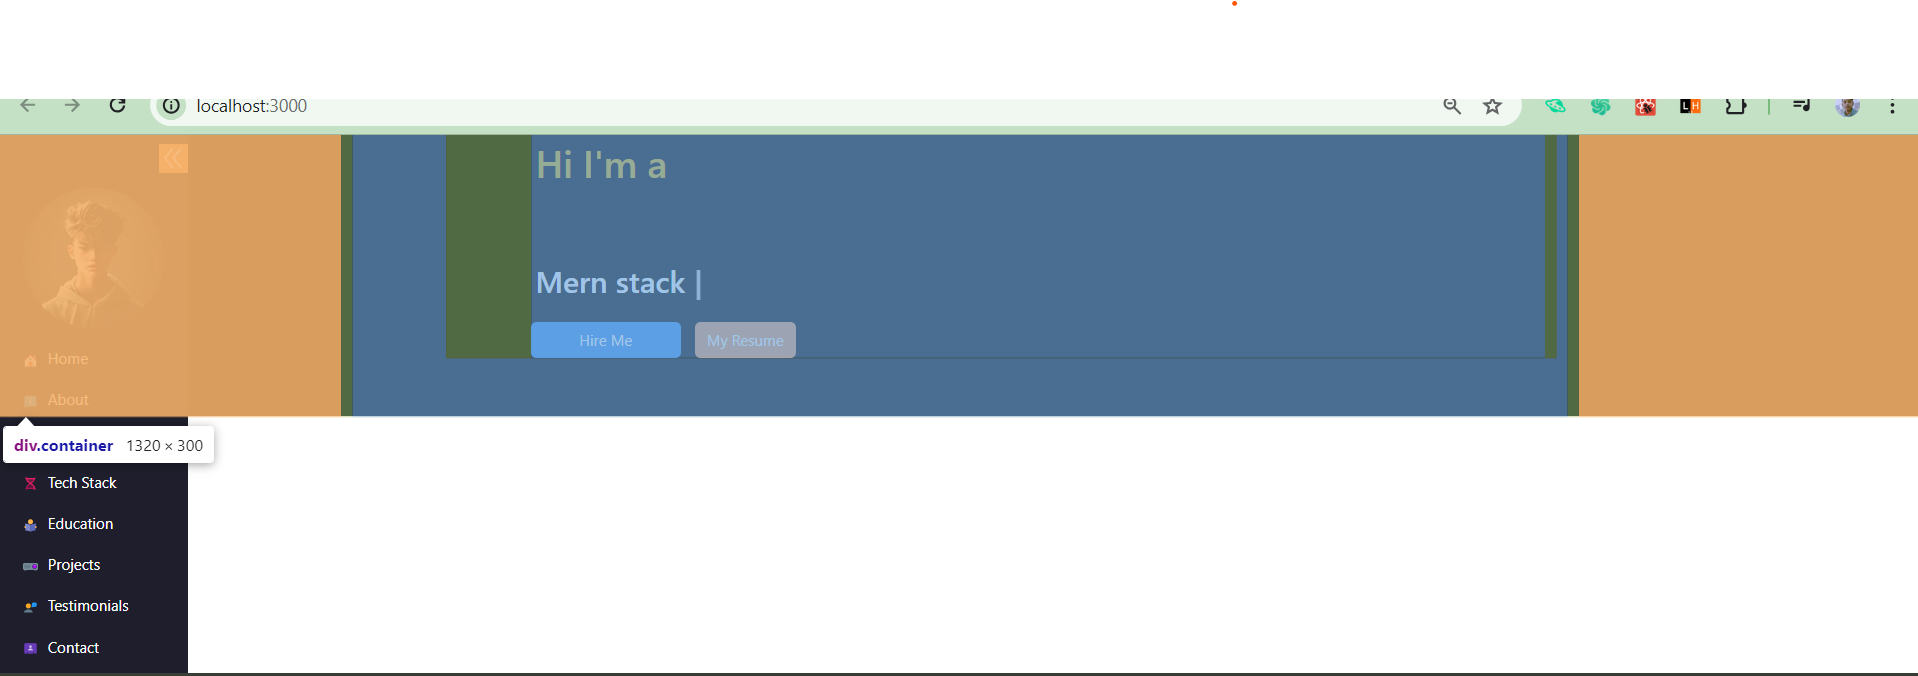 localhost:3000
L H
Hi I'm a
Mern stack |
Hire Me
My Resume
Home
About
div.container 1320 × 300
Tech Stack
Education
Projects
Testimonials
Contact